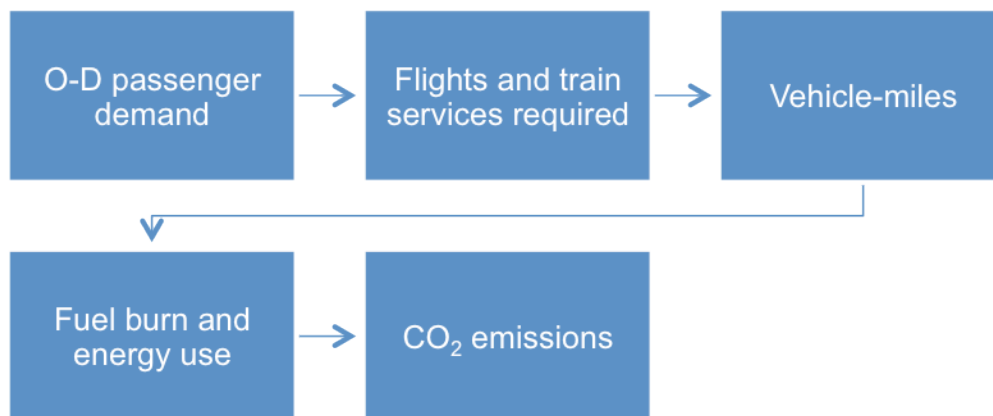 O-D passenger
demand
Flights and train
services required
Vehicle-miles
Fuel burn and
energy use
CO₂ emissions